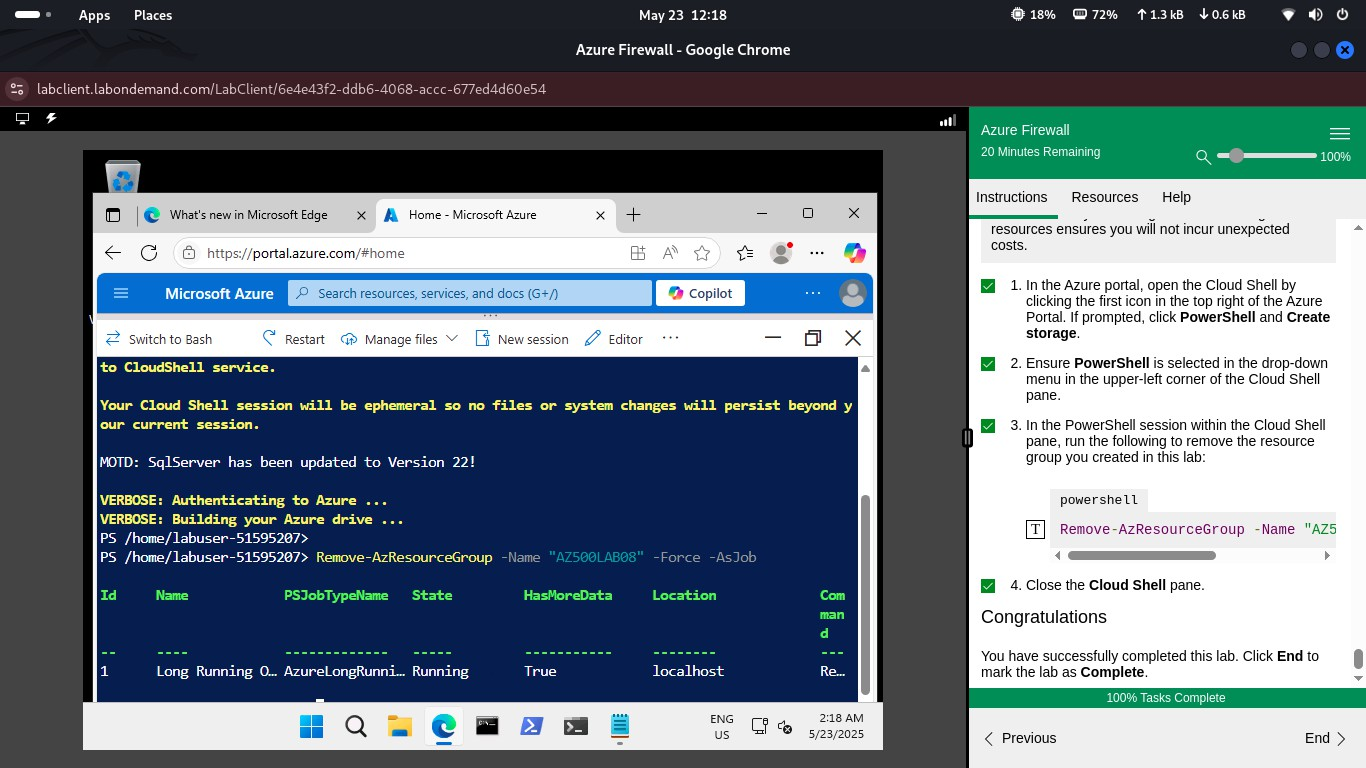 Apps Places May 23 12:18 18% 72% 1.3 kB 0.6 kB
Azure Firewall - Google Chrome
labclient.labondemand.com/LabClient/6e4e43f2-ddb6-4068-accc-677ed4d60e54
What's new in Microsoft Edge Home - Microsoft Azure
https://portal.azure.com/#home
Microsoft Azure Search resources, services, and docs (G+/) Copilot
Switch to Bash Restart Manage files New session Editor
to CloudShell service.
Your Cloud Shell session will be ephemeral so no files or system changes will persist beyond y
our current session.
MOTD: SqlServer has been updated to Version 22!
VERBOSE: Authenticating to Azure ...
VERBOSE: Building your Azure drive ...
PS /home/labuser-51595207>
PS /home/labuser-51595207> Remove-AzResourceGroup -Name "AZ500LAB08" -Force -AsJob
Id Name PSJobTypeName State HasMoreData Location Com
man
d
-- ---- ------------- ----- ----------- -------- ---
1 Long Running O… AzureLongRunni… Running True localhost Re…
ENG
US
2:18 AM
5/23/2025
Azure Firewall
20 Minutes Remaining
100%
Instructions Resources Help
resources ensures you will not incur unexpected
costs.
1. In the Azure portal, open the Cloud Shell by
clicking the first icon in the top right of the Azure
Portal. If prompted, click PowerShell and Create
storage.
2. Ensure PowerShell is selected in the drop-down
menu in the upper-left corner of the Cloud Shell
pane.
3. In the PowerShell session within the Cloud Shell
pane, run the following to remove the resource
group you created in this lab:
powershell
T Remove-AzResourceGroup -Name "AZ5
4. Close the Cloud Shell pane.
Congratulations
You have successfully completed this lab. Click End to
mark the lab as Complete.
100% Tasks Complete
Previous End